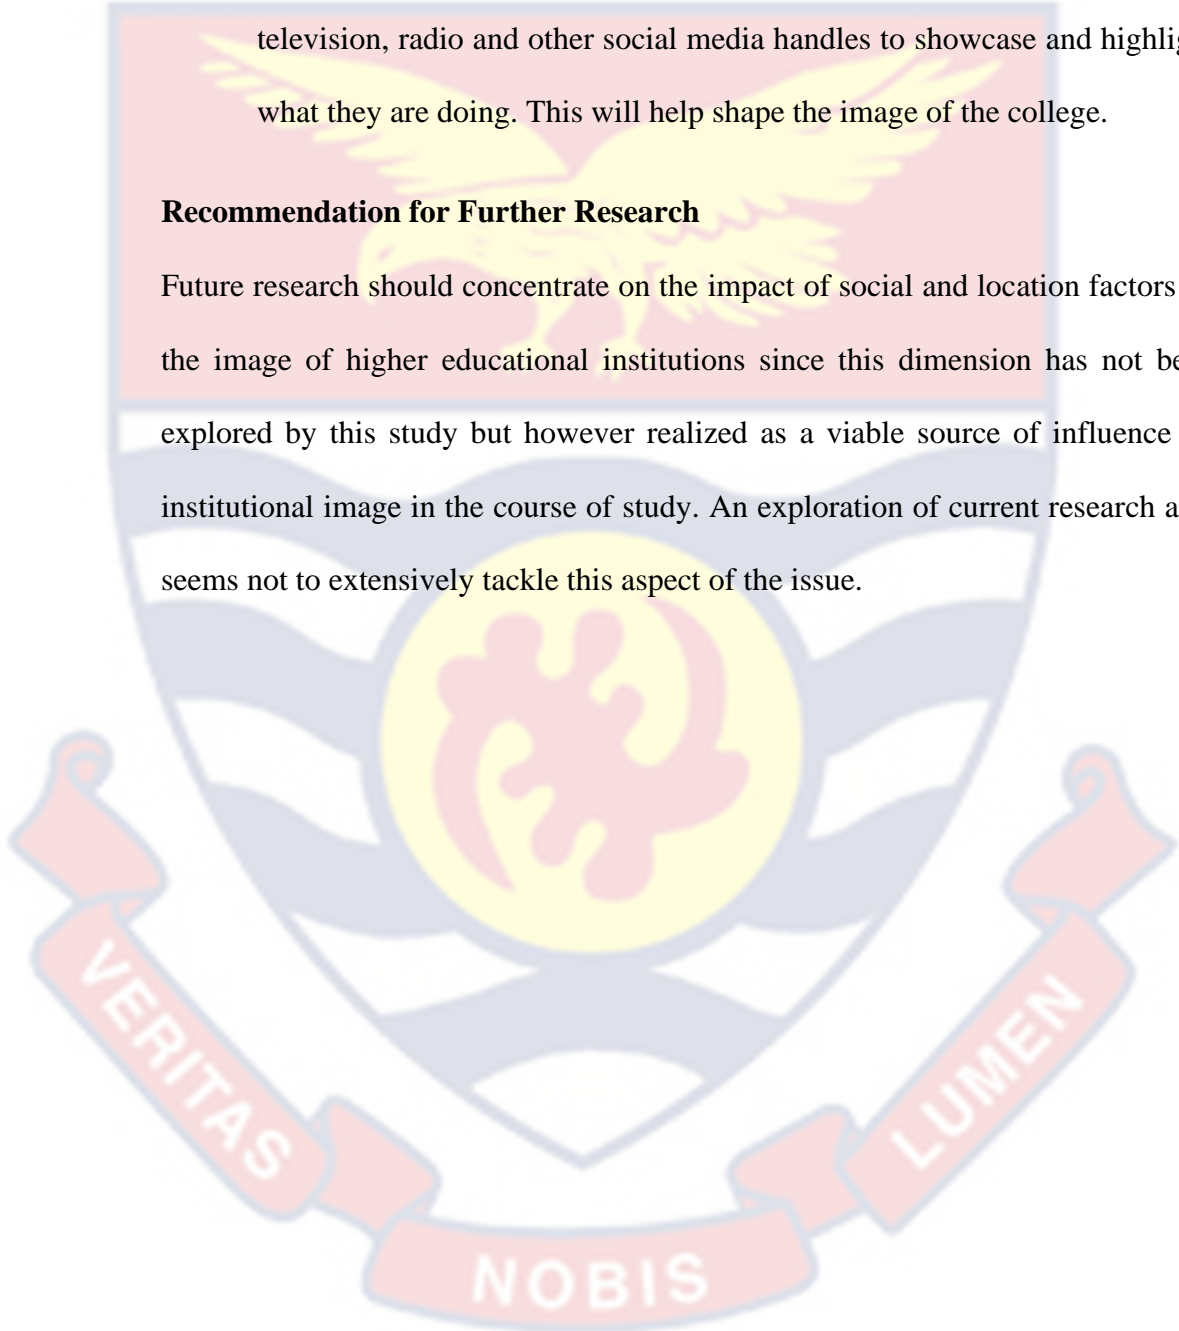 television, radio and other social media handles to showcase and highlig
what they are doing. This will help shape the image of the college.
Recommendation for Further Research
Future research should concentrate on the impact of social and location factors
the image of higher educational institutions since this dimension has not be
explored by this study but however realized as a viable source of influence
institutional image in the course of study. An exploration of current research a
seems not to extensively tackle this aspect of the issue.
VERITAS
NOBIS
LUMEN